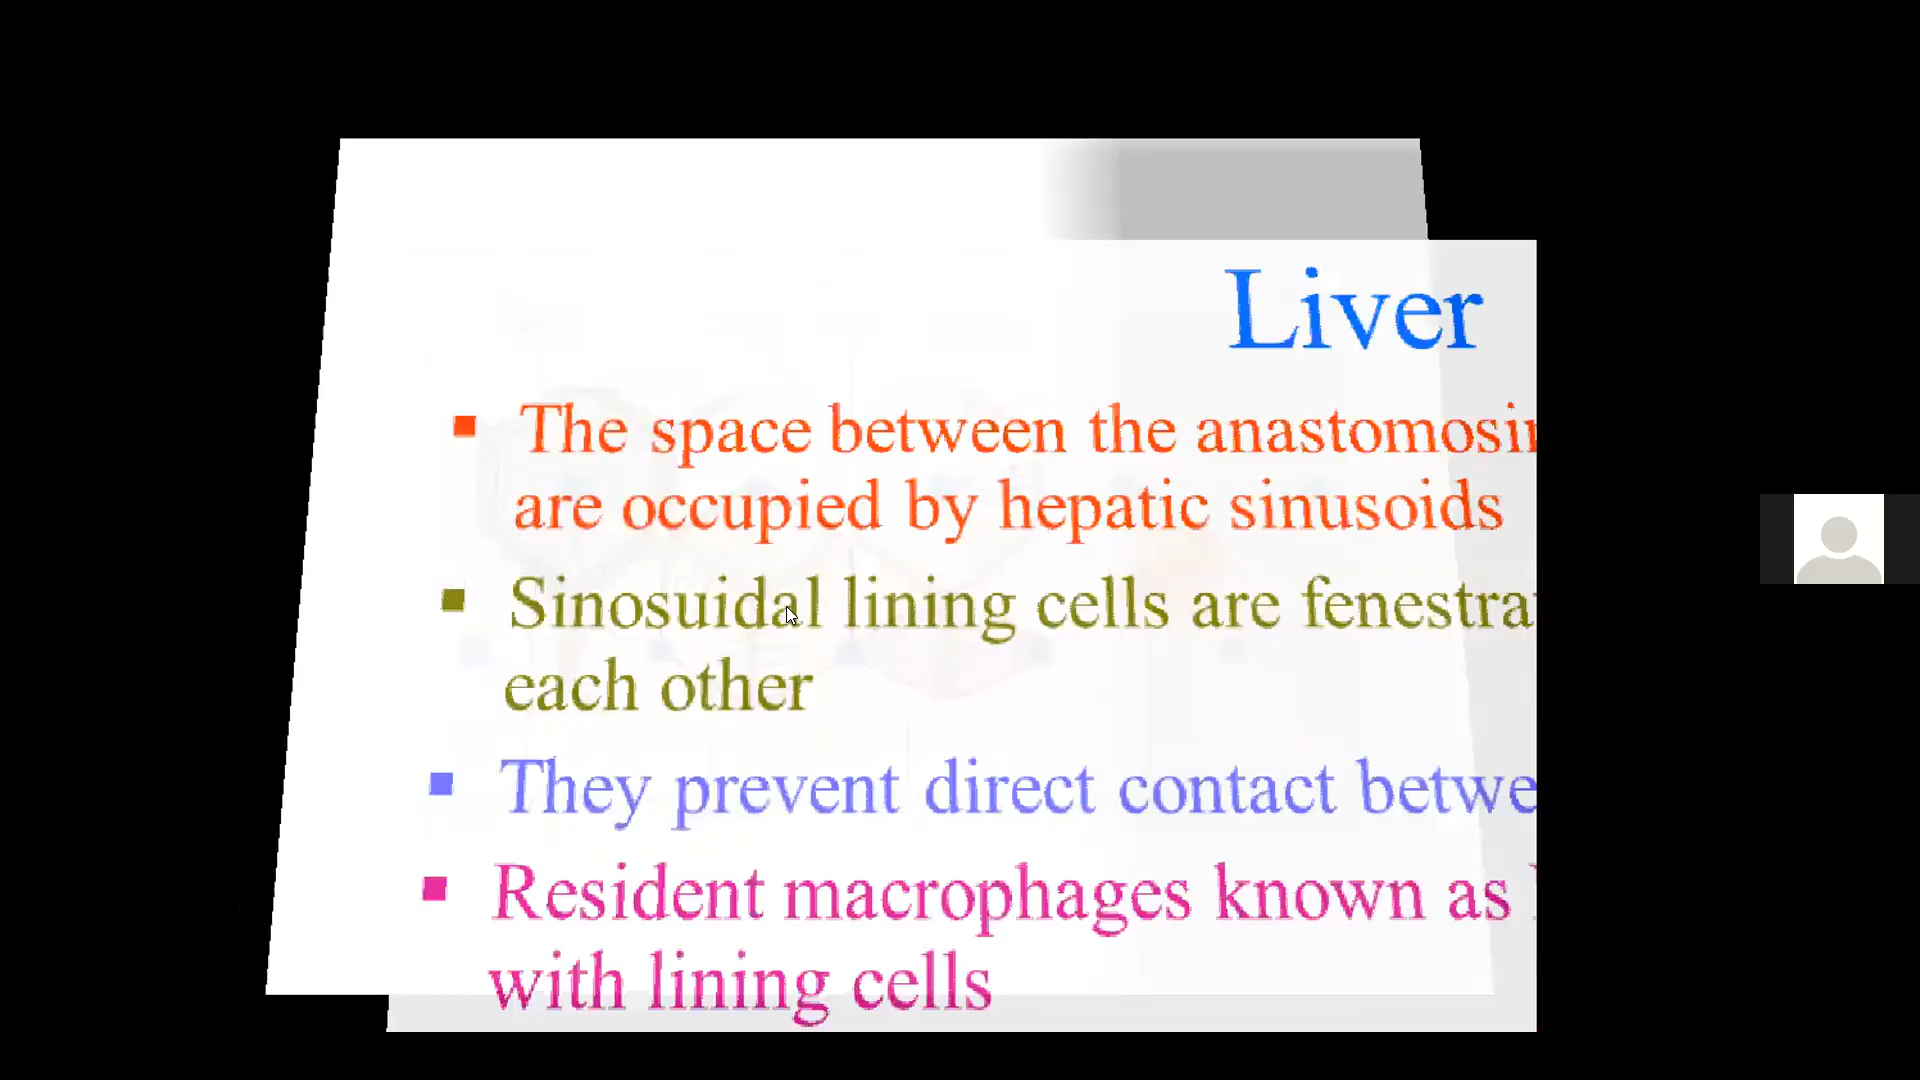 Liver
The space between the anastomosin
are occupied by hepatic sinusoids
Sinosuidal lining cells are fenestra
each other
They prevent direct contact betwe
Resident macrophages known as
with lining cells